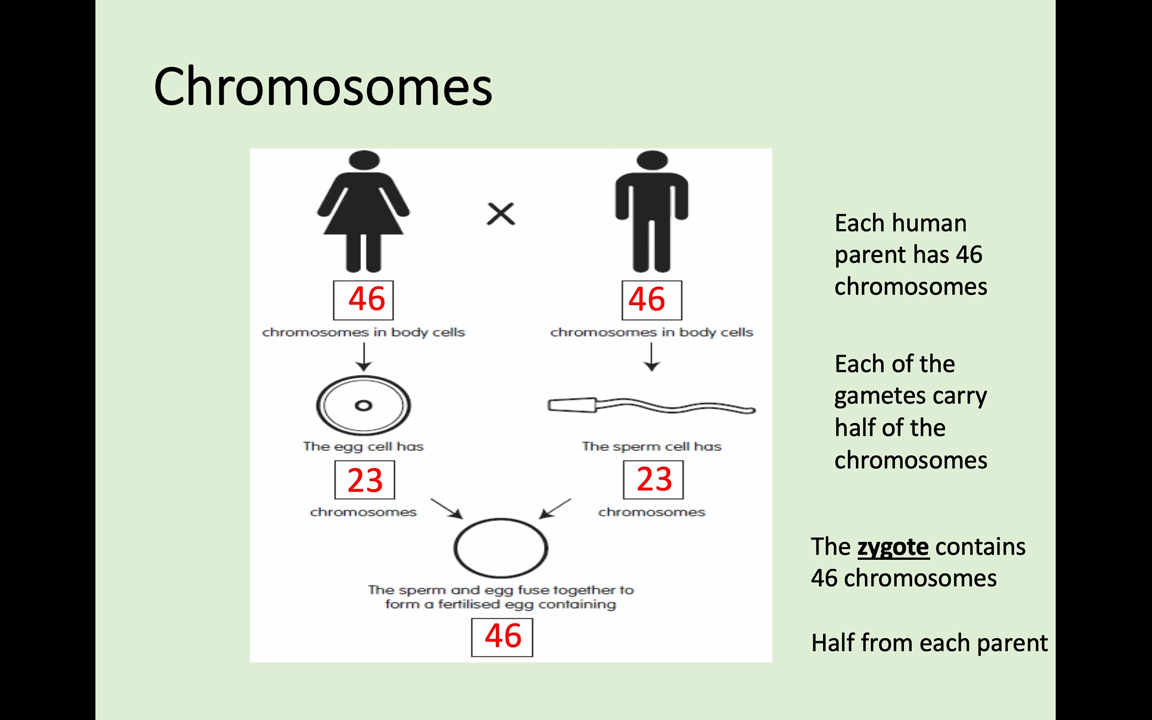 Chromosomes
×
46
46
chromosomes in body cells
chromosomes in body cells
The egg cell has
The sperm cell has
23
23
chromosomes
chromosomes
The sperm and egg fuse together to
form a fertilised egg containing
46
Each human
parent has 46
chromosomes
Each of the
gametes carry
half of the
chromosomes
The zygote contains
46 chromosomes
Half from each parent